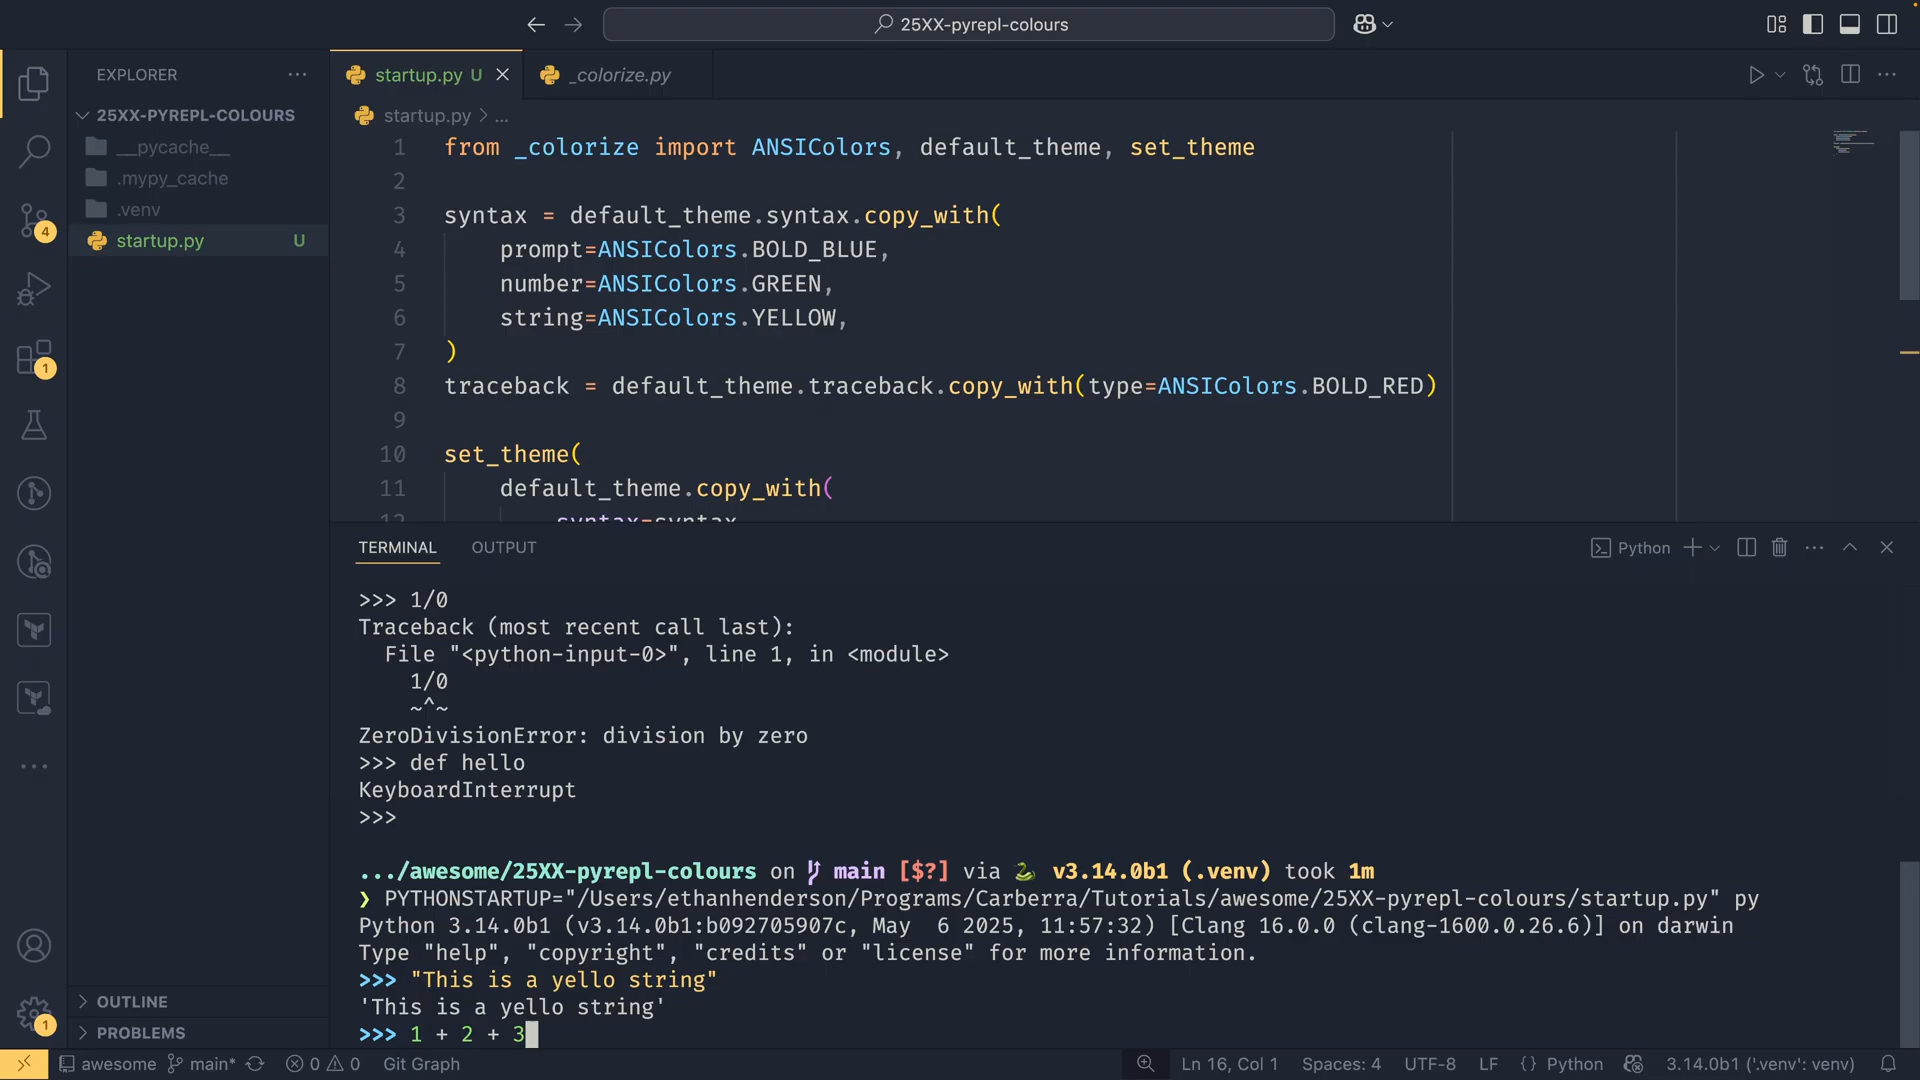 25XX-pyrepl-colours
EXPLORER
startup.py U
_colorize.py
25XX-PYREPL-COLOURS
__pycache__
.mypy_cache
.venv
startup.py U
4
1
1
startup.py > ...
1 from _colorize import ANSIColors, default_theme, set_theme
2
3 syntax = default_theme.syntax.copy_with(
4 prompt=ANSIColors.BOLD_BLUE,
5 number=ANSIColors.GREEN,
6 string=ANSIColors.YELLOW,
7 )
8 traceback = default_theme.traceback.copy_with(type=ANSIColors.BOLD_RED)
9
10 set_theme(
11 default_theme.copy_with(
12 syntax=syntax
TERMINAL OUTPUT
Python
>>> 1/0
Traceback (most recent call last):
File "<python-input-0>", line 1, in <module>
1/0
~^~
ZeroDivisionError: division by zero
>>> def hello
KeyboardInterrupt
>>>
.../awesome/25XX-pyrepl-colours on main [$?] via 🐍 v3.14.0b1 (.venv) took 1m
❯ PYTHONSTARTUP="/Users/ethanhenderson/Programs/Carberra/Tutorials/awesome/25XX-pyrepl-colours/startup.py" py
Python 3.14.0b1 (v3.14.0b1:b092705907c, May  6 2025, 11:57:32) [Clang 16.0.0 (clang-1600.0.26.6)] on darwin
Type "help", "copyright", "credits" or "license" for more information.
>>> "This is a yello string"
'This is a yello string'
>>> 1 + 2 + 3
OUTLINE
PROBLEMS
awesome main* 0 0 Git Graph
Ln 16, Col 1 Spaces: 4 UTF-8 LF {} Python 3.14.0b1 ('.venv': venv)